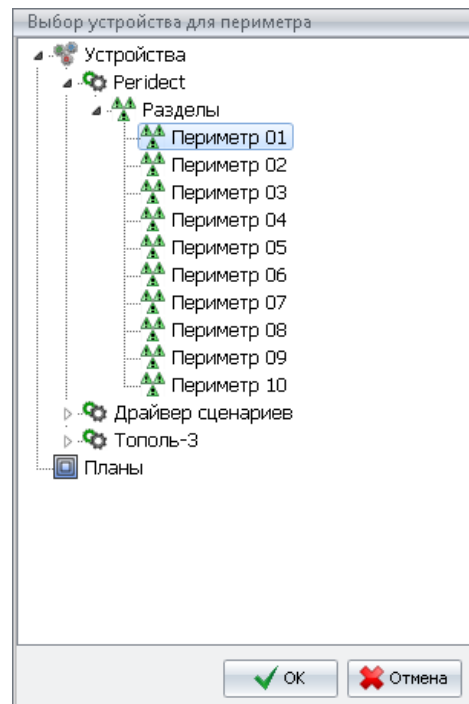 Выбор устройства для периметра
Устройства
Peridect
Разделы
Периметр 01
Периметр 02
Периметр 03
Периметр 04
Периметр 05
Периметр 06
Периметр 07
Периметр 08
Периметр 09
Периметр 10
Драйвер сценариев
Тополь-3
Планы
ОК
Отмена